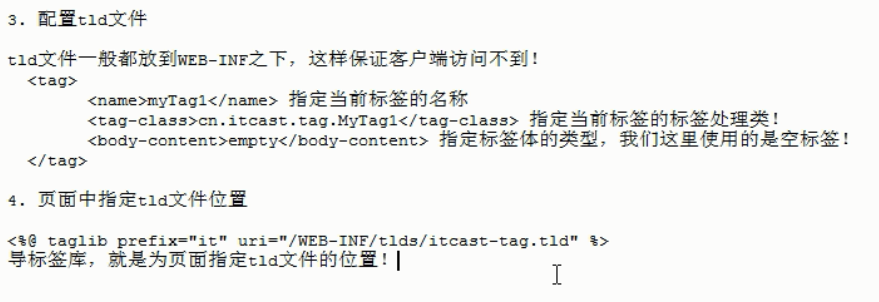 3. 配置tld文件
tld文件一般都放到WEB-INF之下，这样保证客户端访问不到！
<tag>
<name>myTag1</name> 指定当前标签的名称
<tag-class>cn.itcast.tag.MyTag1</tag-class> 指定当前标签的标签处理类！
<body-content>empty</body-content> 指定标签体的类型，我们这里使用的是空标签！
</tag>
4. 页面中指定tld文件位置
<%@ taglib prefix="it" uri="/WEB-INF/tlds/itcast-tag.tld" %>
导标签库，就是为页面指定tld文件的位置！